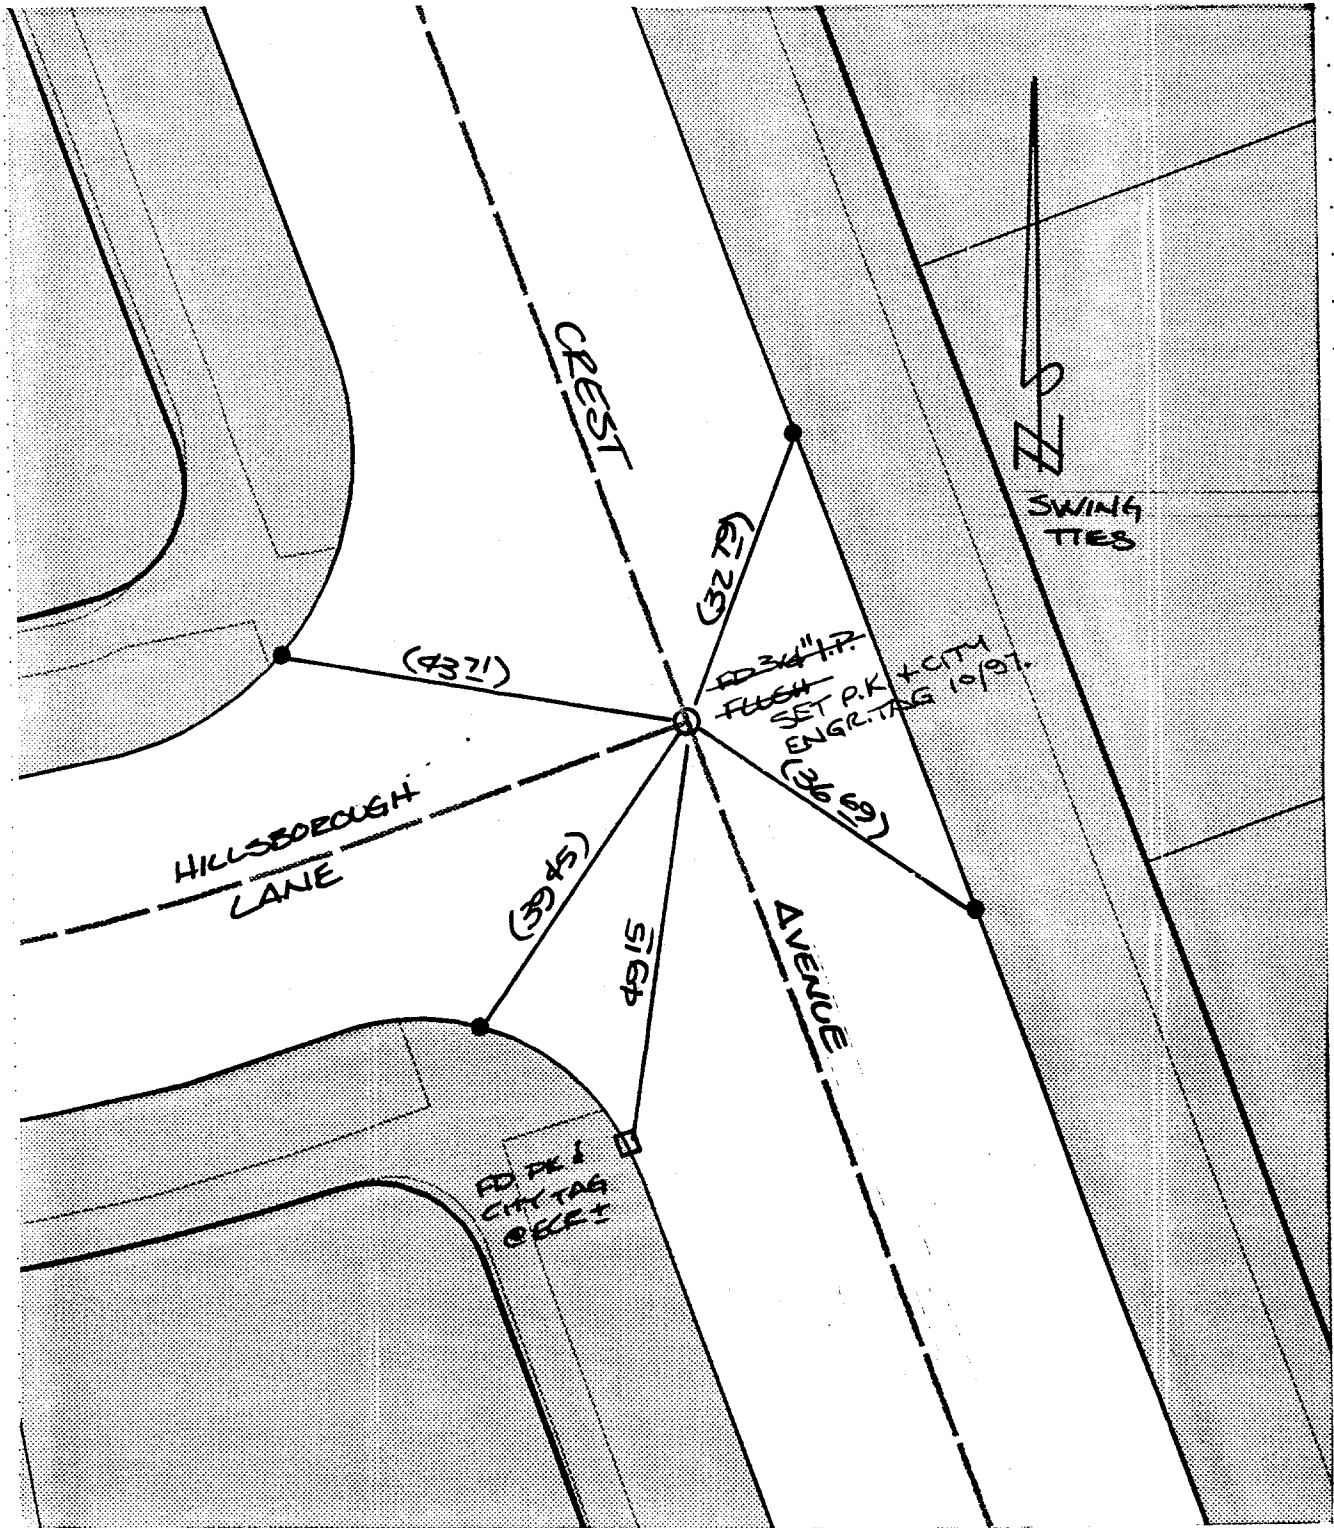 CREST
SWING
TIES
(32 79)
FD 3/4" I.P.
FLUSH
SET P.K. + CITY
ENGR. TAG 10/97.
(43 71)
(36 69)
HILLSBOROUGH
LANE
(39 45)
49 15
AVENUE
FD. PK &
CITY TAG
@ ECR ±
N